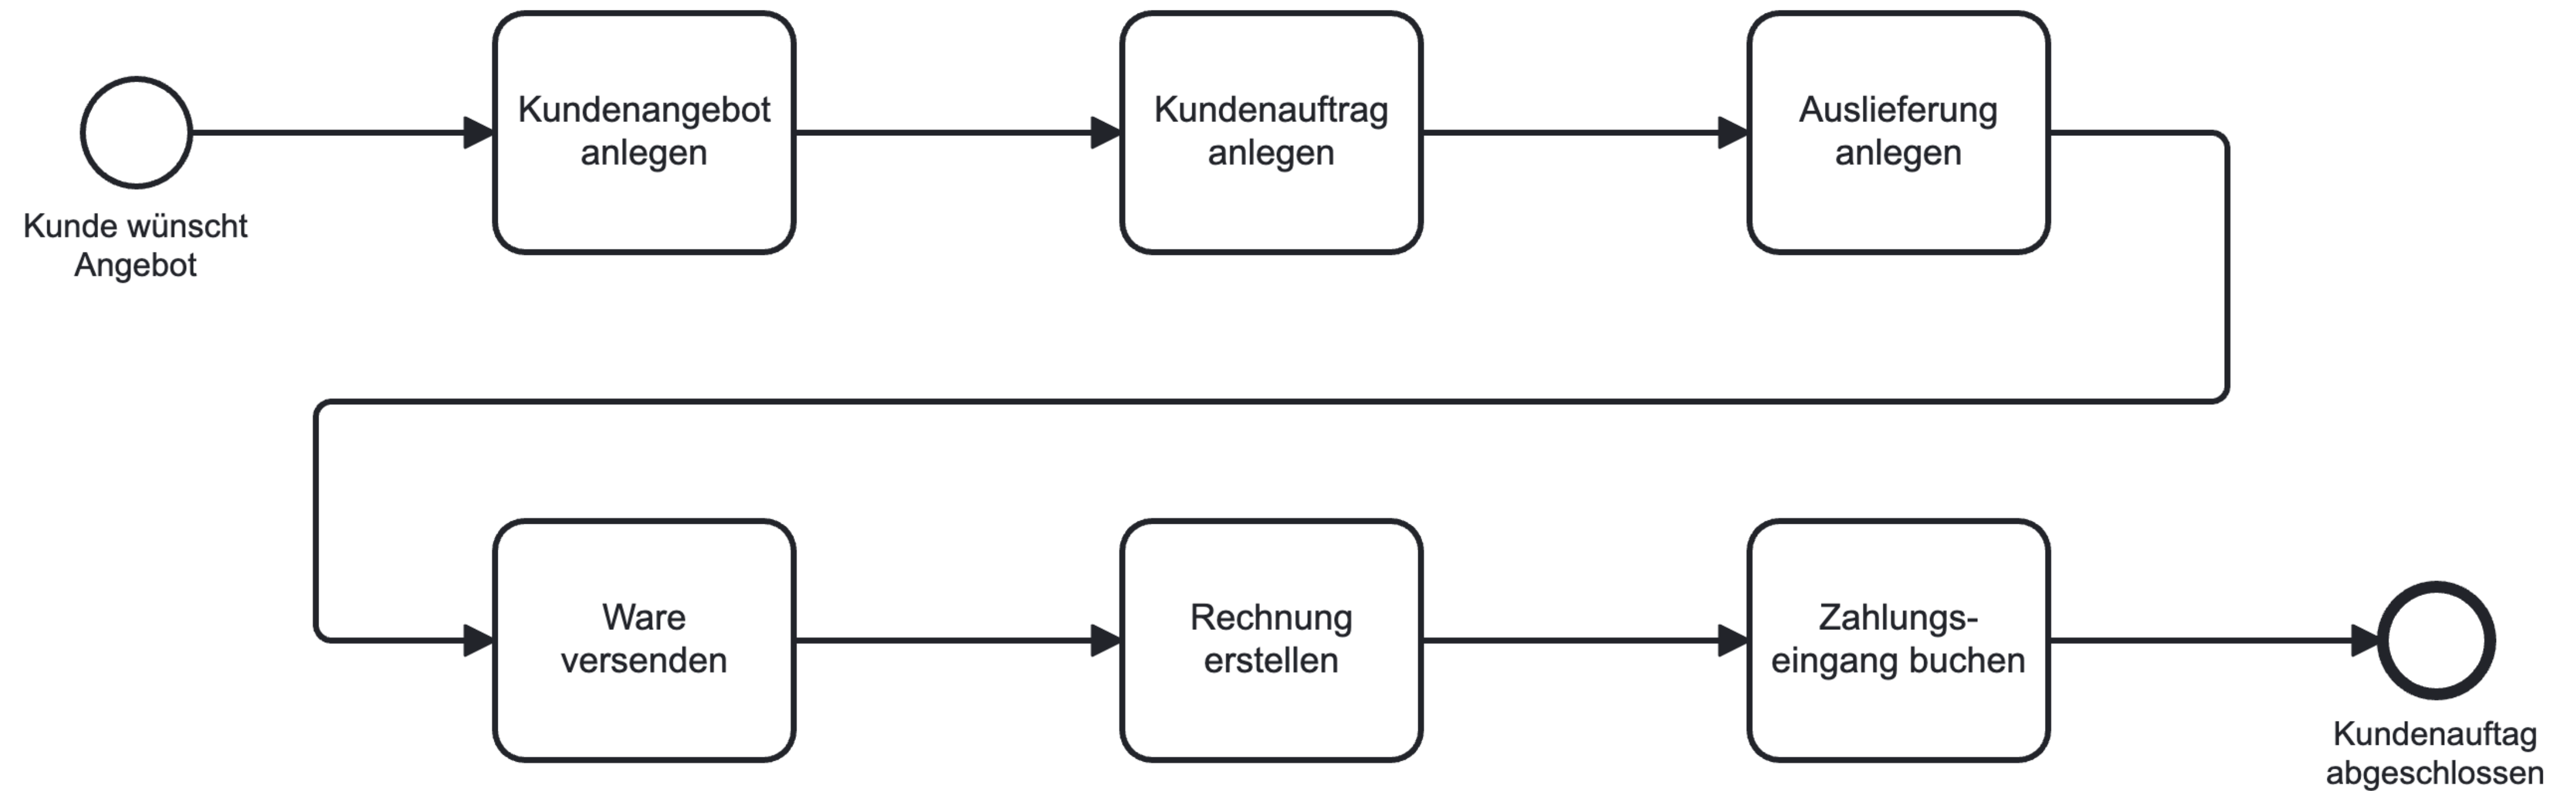 Kunde wünscht
Angebot
Kundenangebot
anlegen
Kundenauftrag
anlegen
Auslieferung
anlegen
Ware
versenden
Rechnung
erstellen
Zahlungs-
eingang buchen
Kundenauftag
abgeschlossen